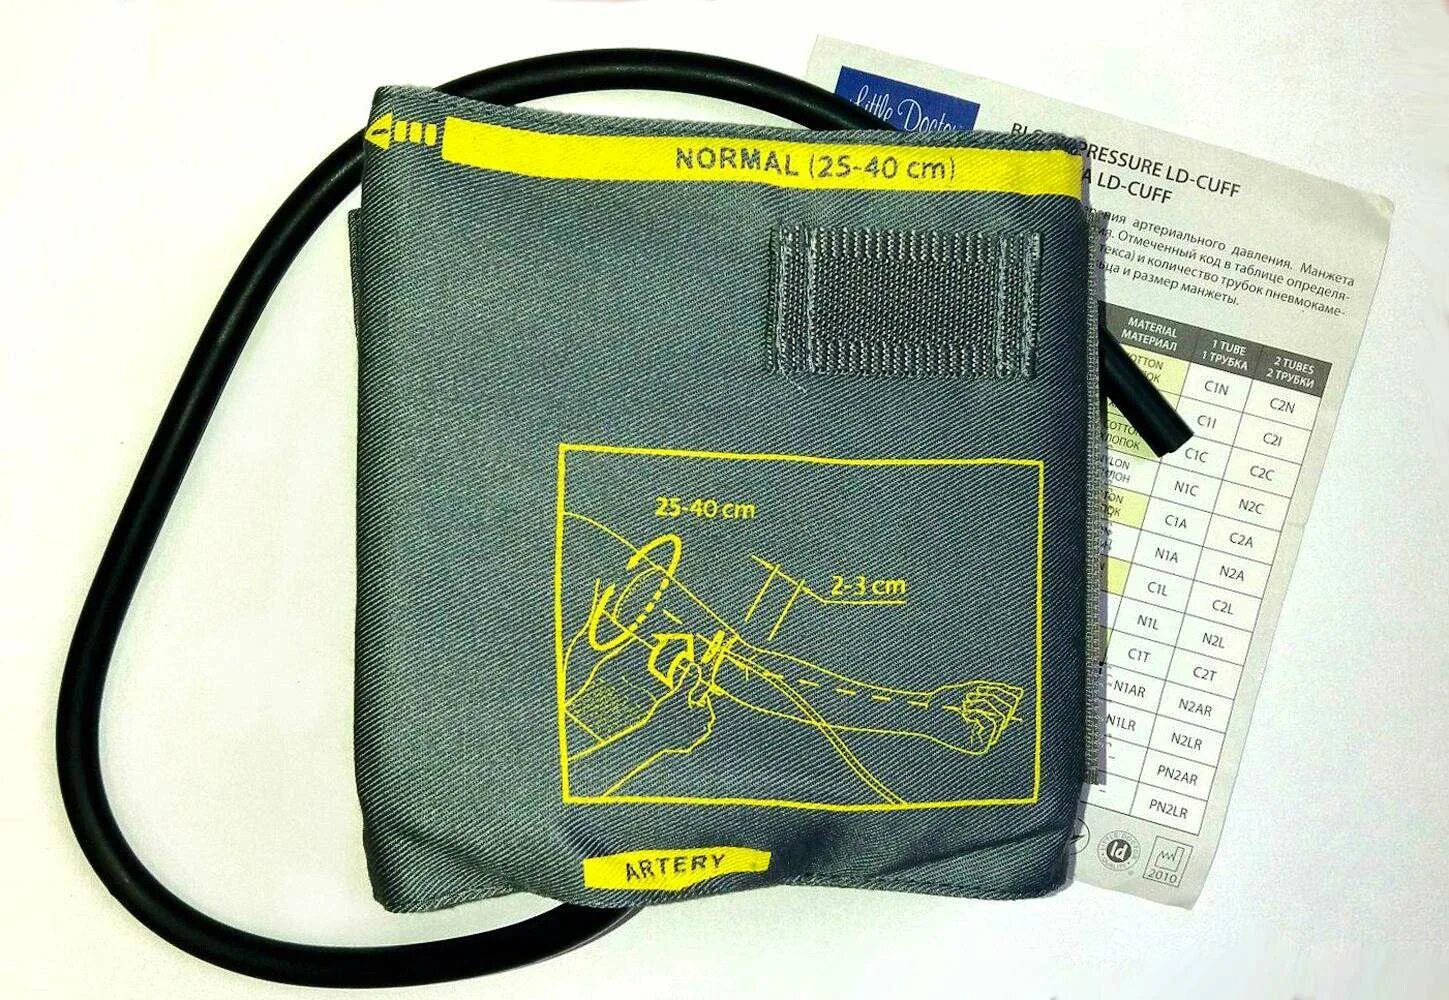 NORMAL (25-40 cm)
25-40 cm
2-3 cm
ARTERY
Little Doctor
PRESSURE LD-CUFF
LD-CUFF
артериального давления. Манжета
Отмеченный код в таблице определя-
и количество трубок пневмокаме-
и размер манжеты.
MATERIAL 1 TUBE 2 TUBES
МАТЕРИАЛ 1 ТРУБКА 2 ТРУБКИ
C1N C2N
C1I C2I
C1C C2C
N1C N2C
C1A C2A
N1A N2A
C1L C2L
N1L N2L
C1T C2T
N1AR N2AR
N1LR N2LR
- PN2AR
- PN2LR
ld
2010